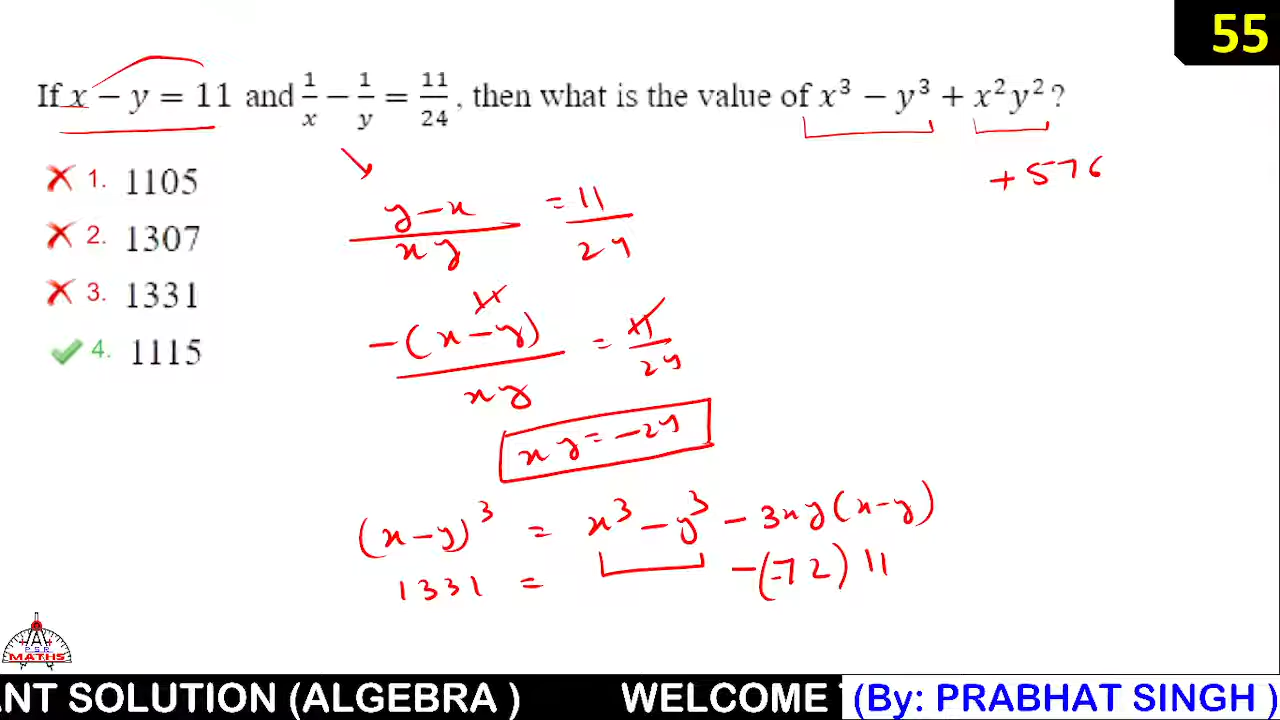 55
If x − y = 11 and 1/x − 1/y = 11/24, then what is the value of x³ − y³ + x²y²?
+576
1. 1105
2. 1307
3. 1331
4. 1115
y−x / xy = 11/24
11
−(x−y) / xy = 11/24
xy = −24
(x−y)³ = x³ − y³ − 3xy(x−y)
1331 = −(−72) 11
P S R
MATHS
ANT SOLUTION (ALGEBRA ) WELCOME (By: PRABHAT SINGH )